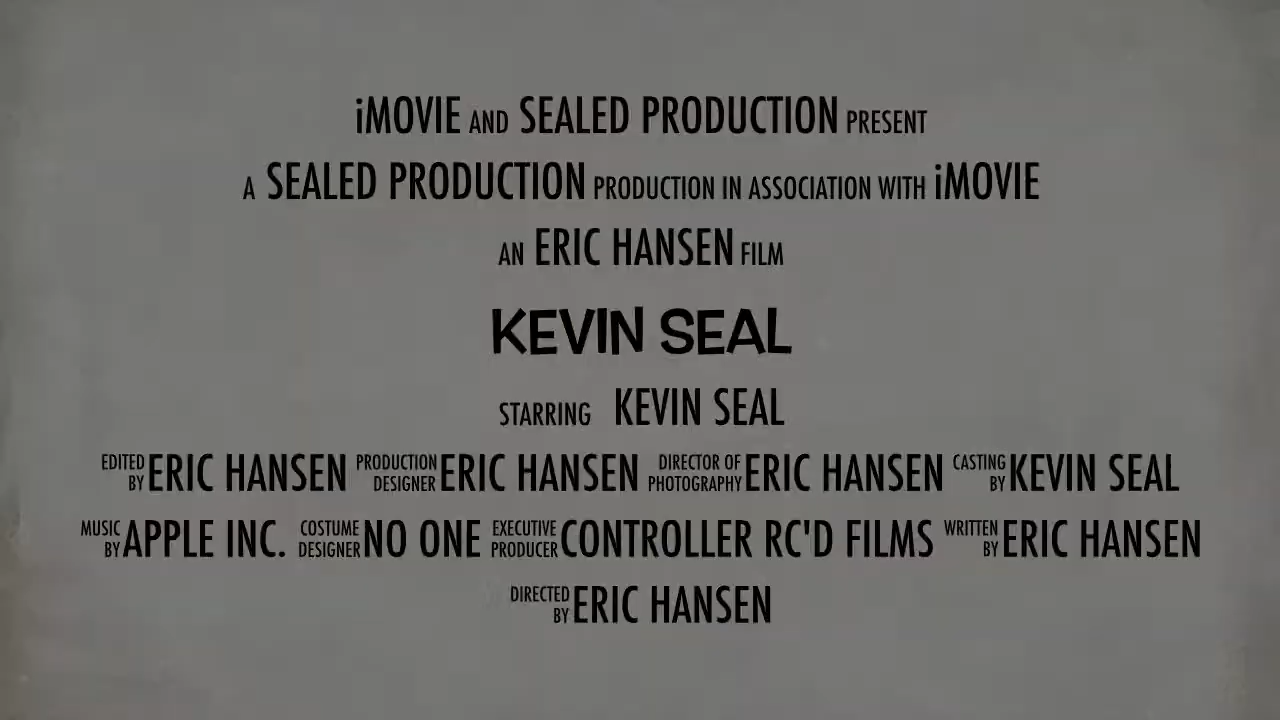 iMOVIE AND SEALED PRODUCTION PRESENT
A SEALED PRODUCTION PRODUCTION IN ASSOCIATION WITH iMOVIE
AN ERIC HANSEN FILM
KEVIN SEAL
STARRING KEVIN SEAL
EDITED BY ERIC HANSEN PRODUCTION DESIGNER ERIC HANSEN DIRECTOR OF PHOTOGRAPHY ERIC HANSEN CASTING BY KEVIN SEAL
MUSIC BY APPLE INC. COSTUME DESIGNER NO ONE EXECUTIVE PRODUCER CONTROLLER RC'D FILMS WRITTEN BY ERIC HANSEN
DIRECTED BY ERIC HANSEN